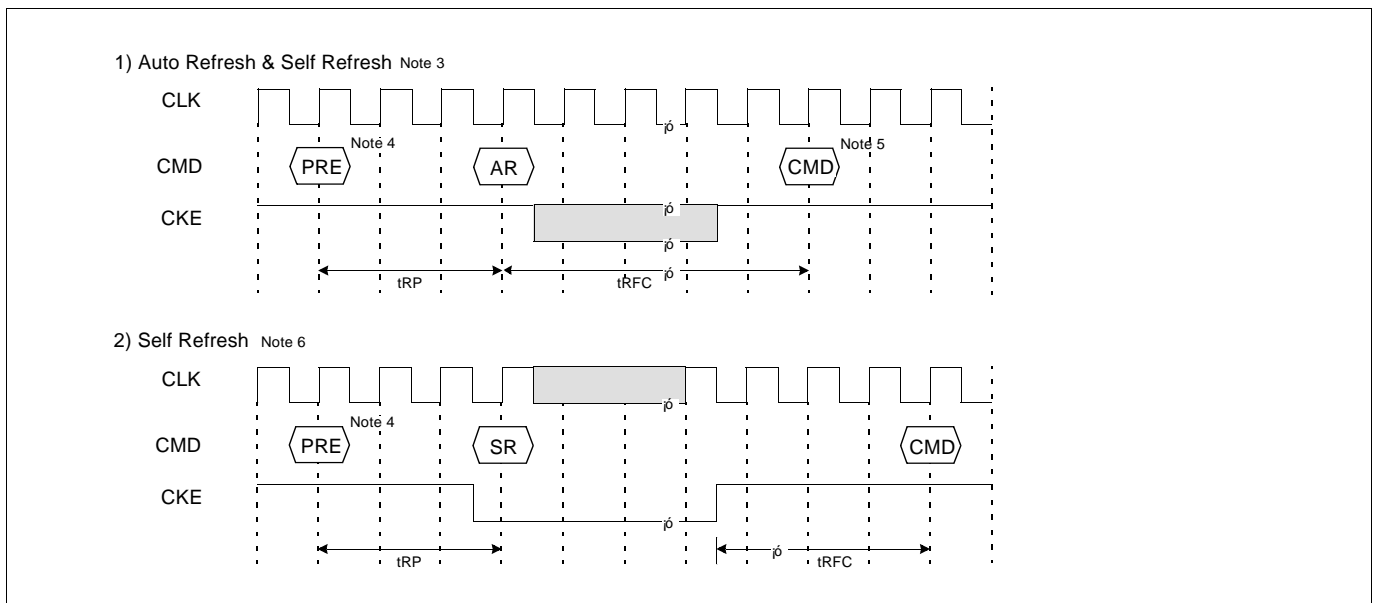 1) Auto Refresh & Self Refresh Note 3
CLK
¡ó
CMD
PRE
Note 4
AR
CMD
Note 5
CKE
¡ó
¡ó
¡ó
tRP
tRFC
2) Self Refresh Note 6
CLK
¡ó
CMD
PRE
Note 4
SR
CMD
CKE
¡ó
¡ó
tRP
tRFC